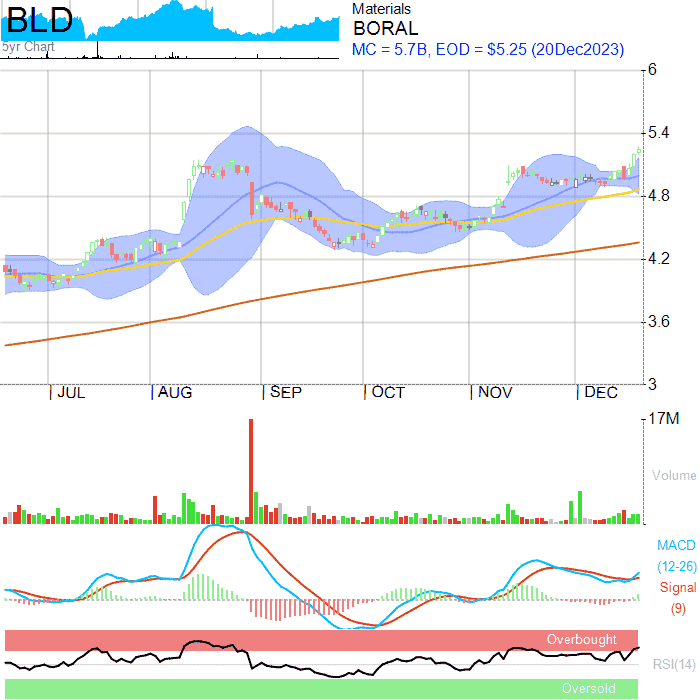 BLD
5yr Chart
Materials
BORAL
MC = 5.7B, EOD = $5.25 (20Dec2023)
6
5.4
4.8
4.2
3.6
3
JUL AUG SEP OCT NOV DEC
17M
Volume
MACD
(12-26)
Signal
(9)
Overbought
RSI(14)
Oversold